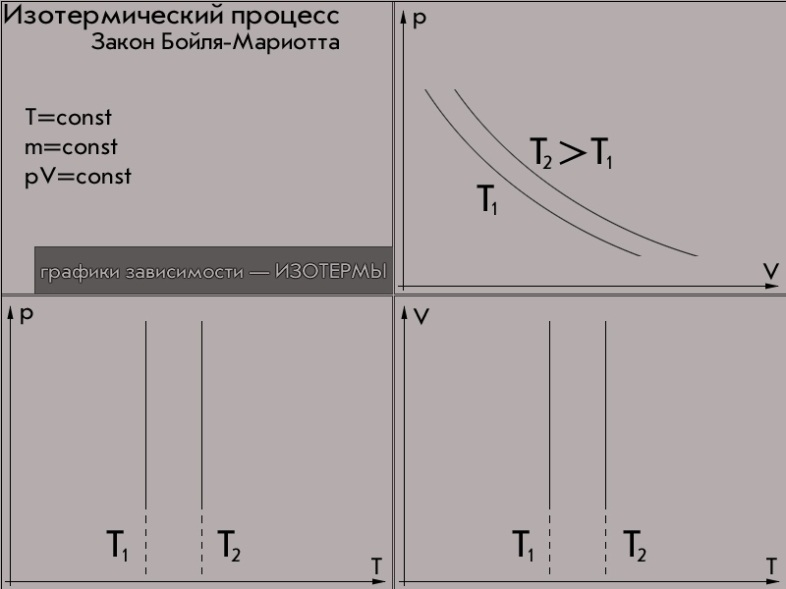 Изотермический процесс
Закон Бойля-Мариотта
T=const
m=const
pV=const
графики зависимости — ИЗОТЕРМЫ
p
T₂>T₁
T₁
V
p
T₁
T₂
T
V
T₁
T₂
T